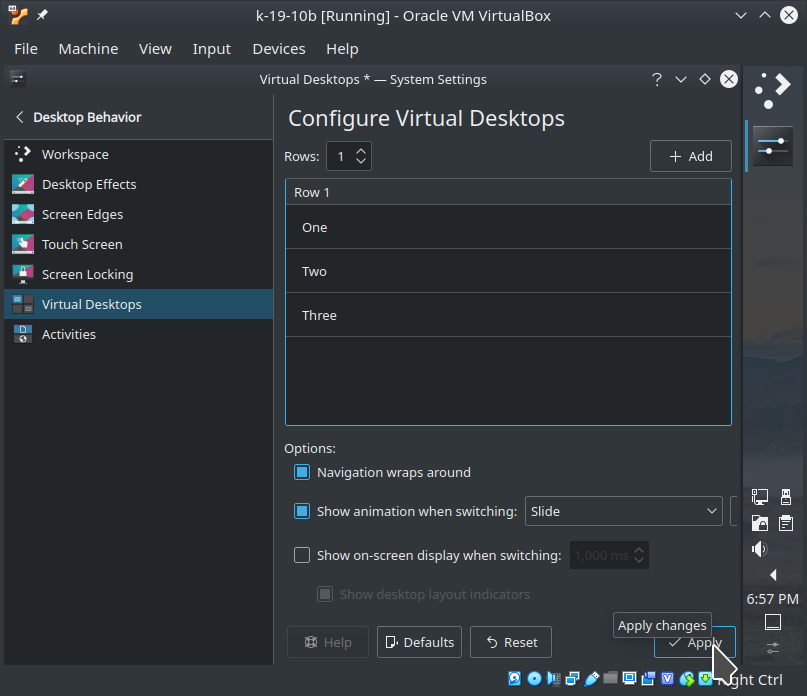 k-19-10b [Running] - Oracle VM VirtualBox
File Machine View Input Devices Help
Virtual Desktops * — System Settings
?
Desktop Behavior
Workspace
Desktop Effects
Screen Edges
Touch Screen
Screen Locking
Virtual Desktops
Activities
Configure Virtual Desktops
Rows: 1
+ Add
Row 1
One
Two
Three
Options:
Navigation wraps around
Show animation when switching: Slide
Show on-screen display when switching: 1,000 ms
Show desktop layout indicators
Apply changes
Help Defaults Reset Apply
6:57 PM
Right Ctrl